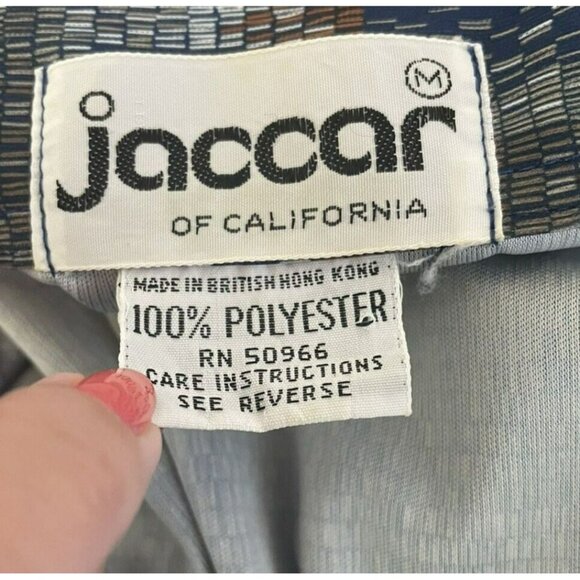 M
jaccar
OF CALIFORNIA
MADE IN BRITISH HONG KONG
100% POLYESTER
RN 50966
CARE INSTRUCTIONS
SEE REVERSE